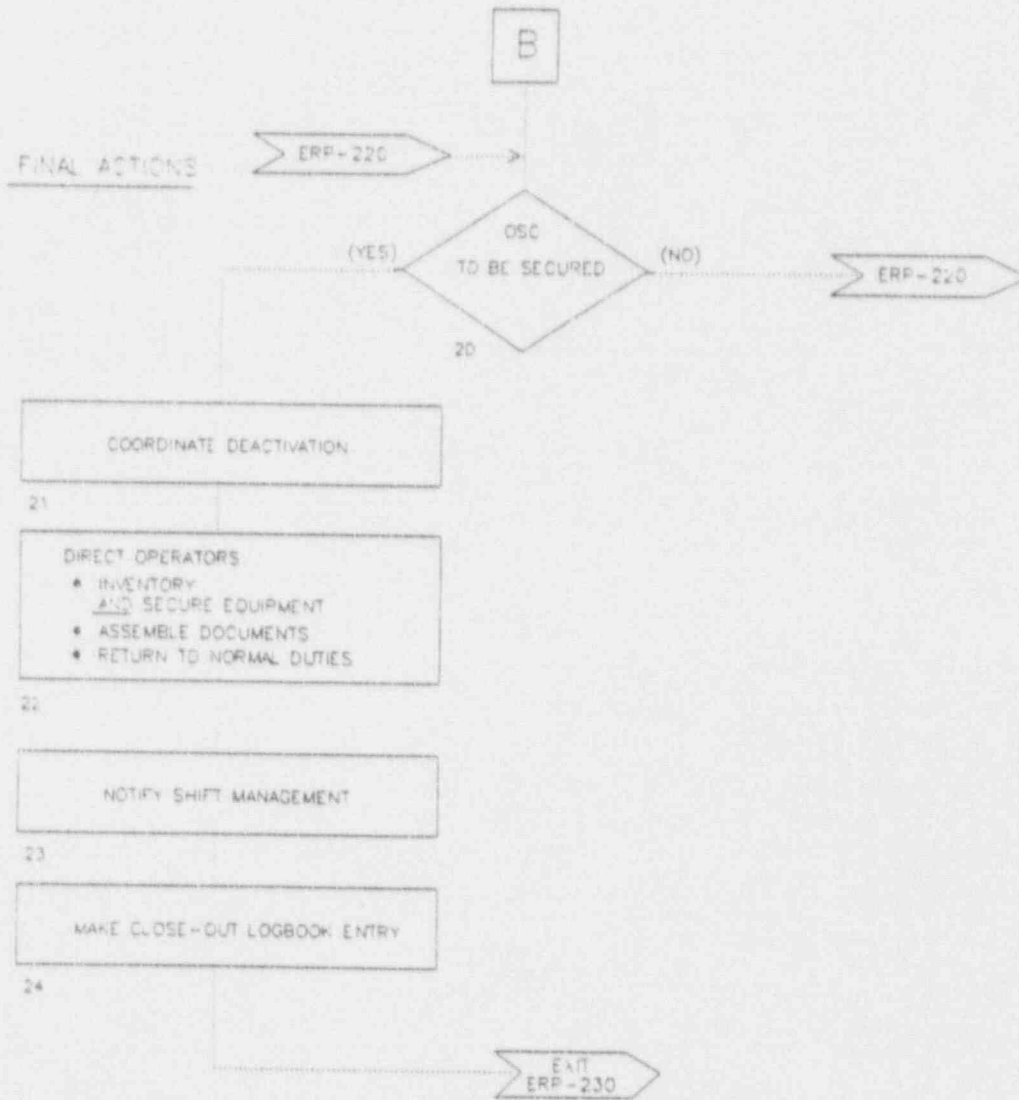 B
ERP-220
FINAL ACTIONS
OSC
TO BE SECURED
(YES)
(NO)
ERP-220
20
COORDINATE DEACTIVATION
21
DIRECT OPERATORS
• INVENTORY
AND SECURE EQUIPMENT
• ASSEMBLE DOCUMENTS
• RETURN TO NORMAL DUTIES
22
NOTIFY SHIFT MANAGEMENT
23
MAKE CLOSE-OUT LOGBOOK ENTRY
24
EXIT
ERP-230